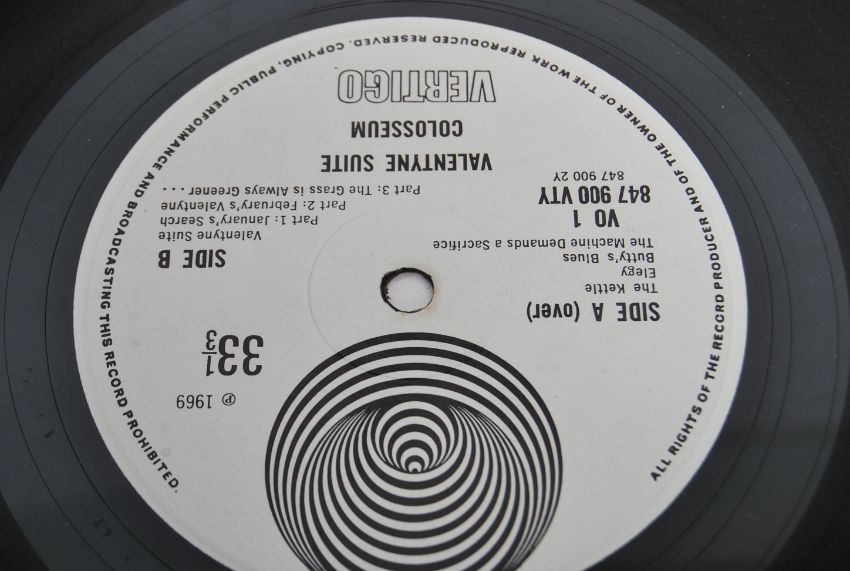 ℗ 1969
33⅓
SIDE A (over)
The Kettle
Elegy
Butty's Blues
The Machine Demands a Sacrifice
VO 1
847 900 VTY
847 900 2Y
SIDE B
Valentyne Suite
Part 1: January's Search
Part 2: February's Valentyne
Part 3: The Grass is Always Greener ...
VALENTYNE SUITE
COLOSSEUM
VERTIGO
ALL RIGHTS OF THE RECORD PRODUCER AND OF THE OWNER OF THE WORK REPRODUCED RESERVED. COPYING, PUBLIC PERFORMANCE AND BROADCASTING THIS RECORD PROHIBITED.